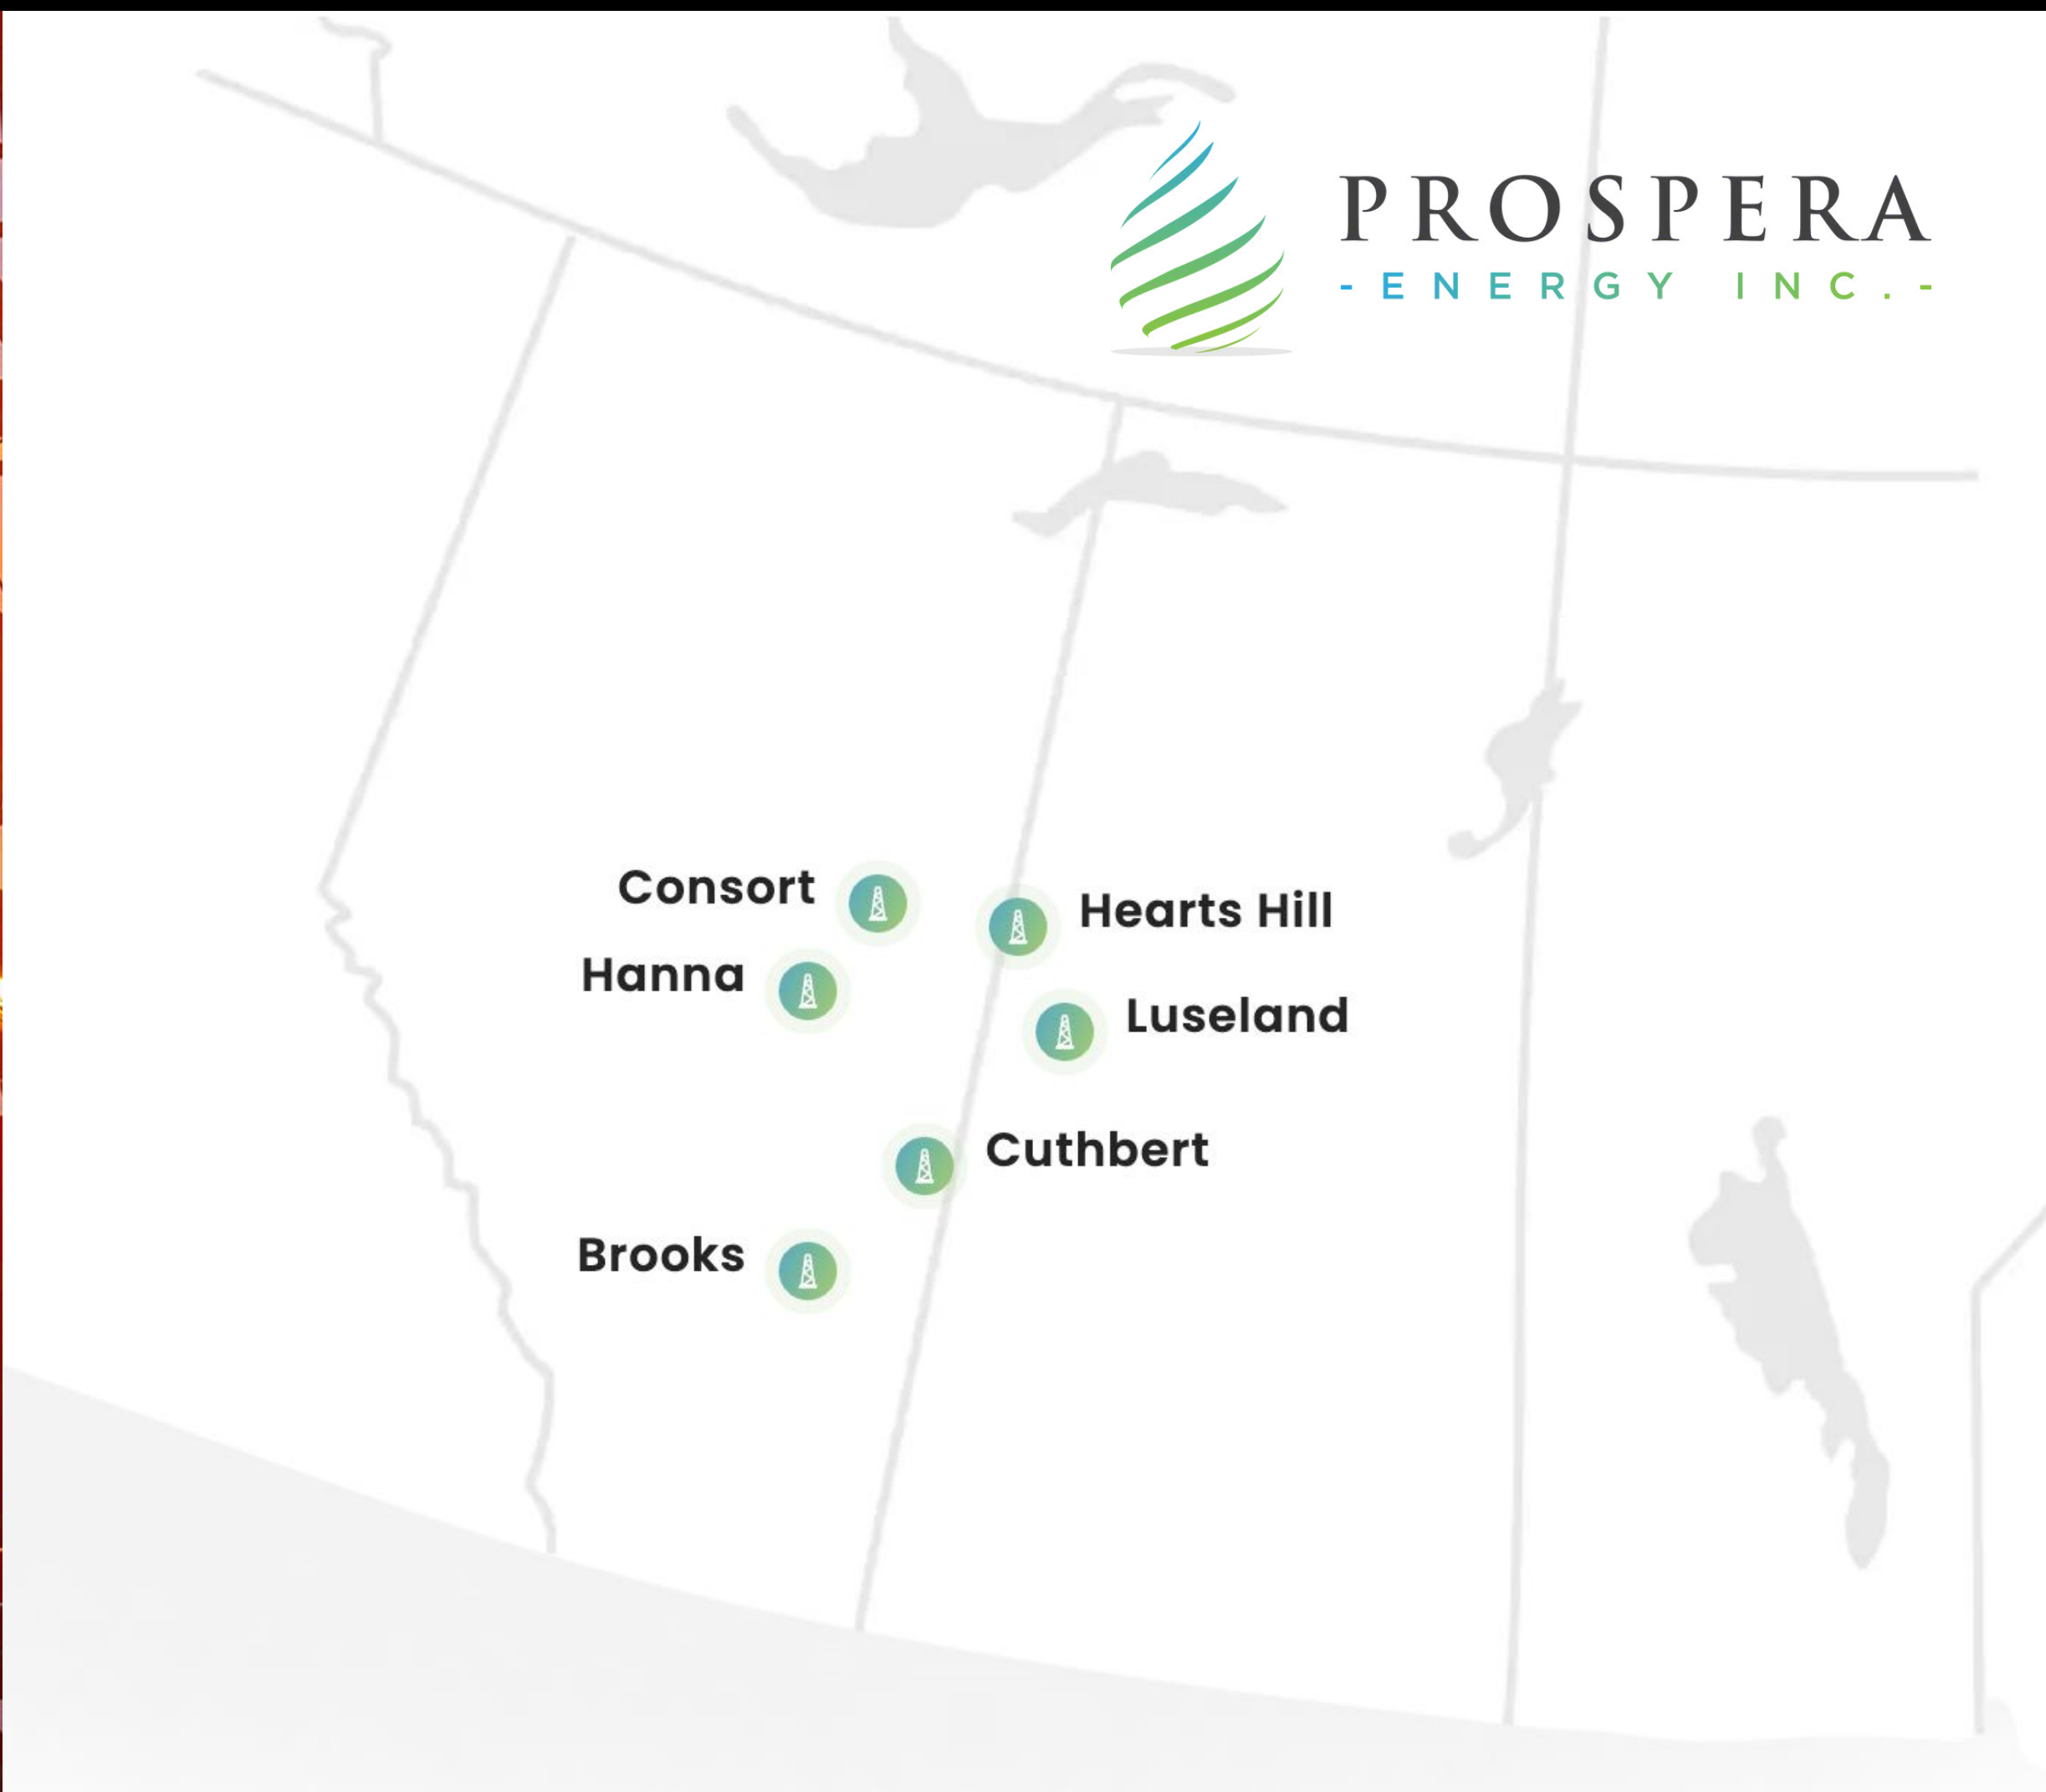 PROSPERA
-ENERGY INC.-
Consort
Hearts Hill
Hanna
Luseland
Cuthbert
Brooks